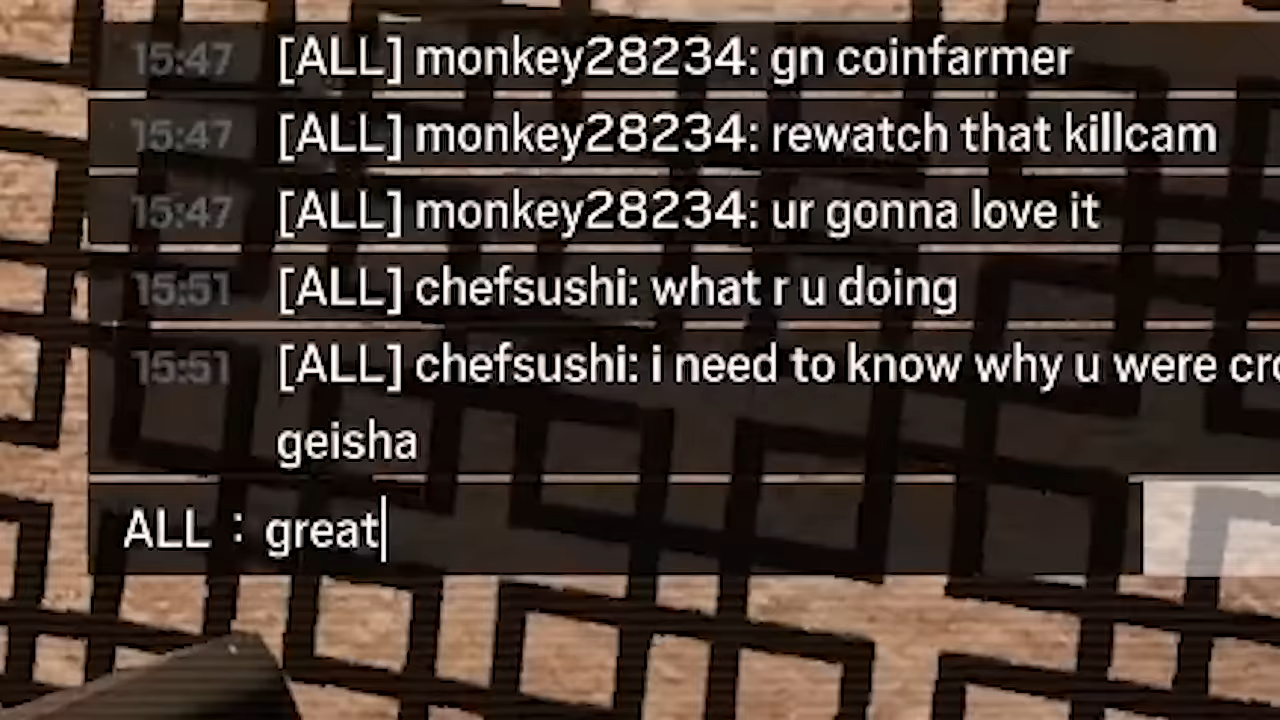 15:47 [ALL] monkey28234: gn coinfarmer
15:47 [ALL] monkey28234: rewatch that killcam
15:47 [ALL] monkey28234: ur gonna love it
15:51 [ALL] chefsushi: what r u doing
15:51 [ALL] chefsushi: i need to know why u were
geisha
ALL : great